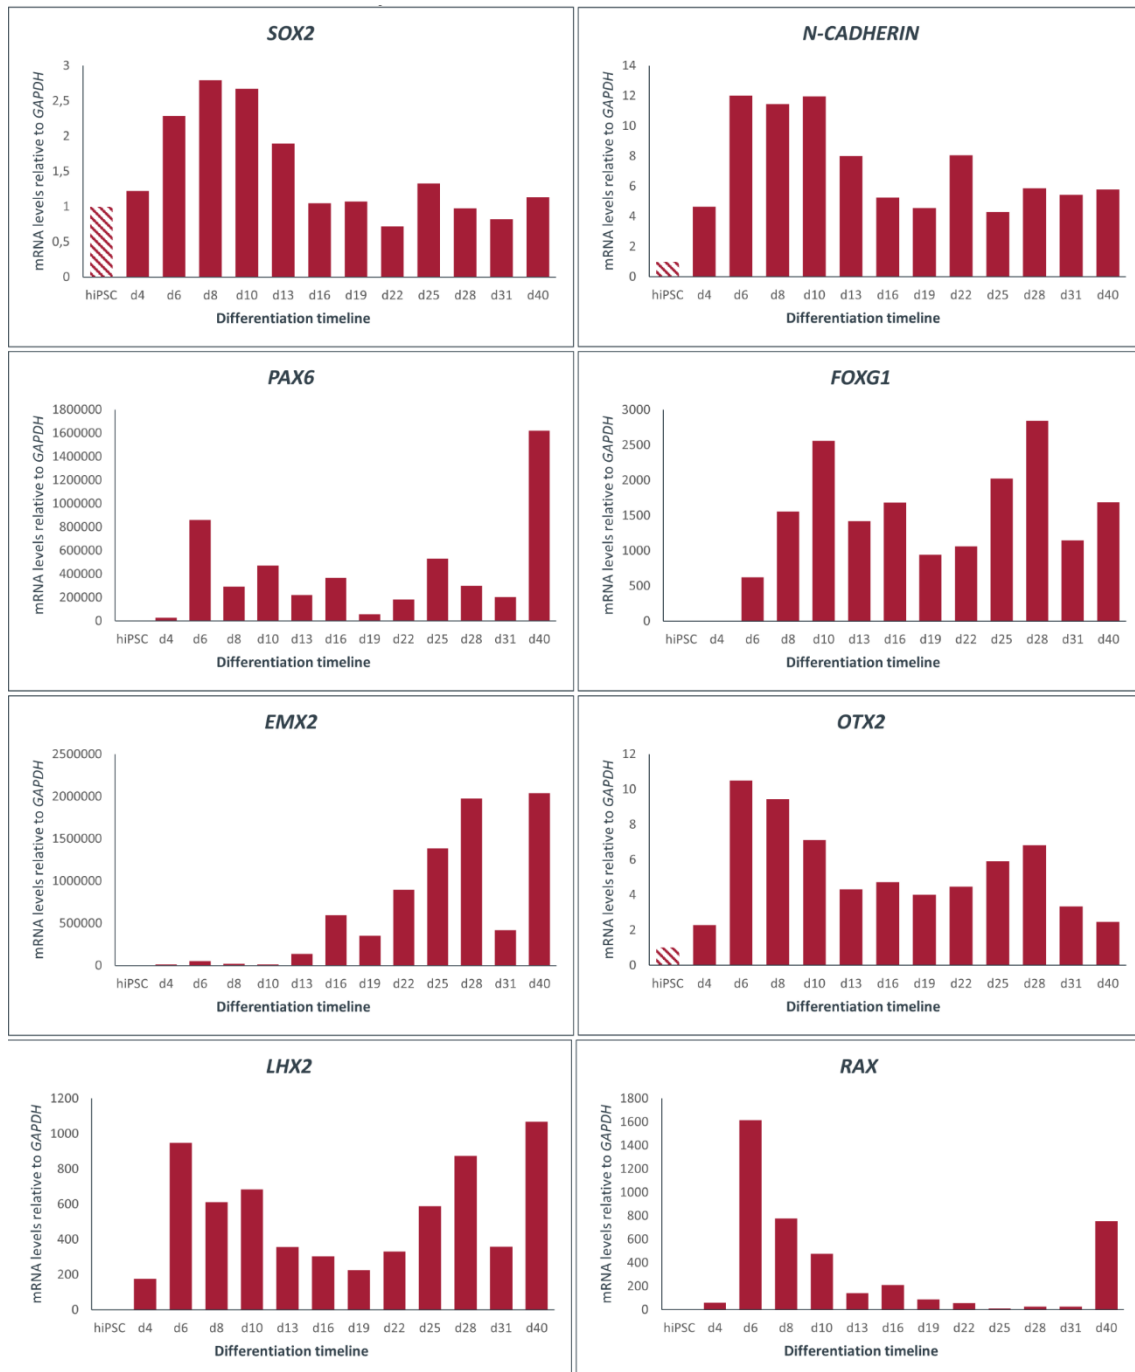 SOX2
mRNA levels relative to GAPDH
3
2,5
2
1,5
1
0,5
0
hiPSC d4 d6 d8 d10 d13 d16 d19 d22 d25 d28 d31 d40
Differentiation timeline
N-CADHERIN
mRNA levels relative to GAPDH
14
12
10
8
6
4
2
0
hiPSC d4 d6 d8 d10 d13 d16 d19 d22 d25 d28 d31 d40
Differentiation timeline
PAX6
mRNA levels relative to GAPDH
1800000
1600000
1400000
1200000
1000000
800000
600000
400000
200000
0
hiPSC d4 d6 d8 d10 d13 d16 d19 d22 d25 d28 d31 d40
Differentiation timeline
FOXG1
mRNA levels relative to GAPDH
3000
2500
2000
1500
1000
500
0
hiPSC d4 d6 d8 d10 d13 d16 d19 d22 d25 d28 d31 d40
Differentiation timeline
EMX2
mRNA levels relative to GAPDH
2500000
2000000
1500000
1000000
500000
0
hiPSC d4 d6 d8 d10 d13 d16 d19 d22 d25 d28 d31 d40
Differentiation timeline
OTX2
mRNA levels relative to GAPDH
12
10
8
6
4
2
0
hiPSC d4 d6 d8 d10 d13 d16 d19 d22 d25 d28 d31 d40
Differentiation timeline
LHX2
mRNA levels relative to GAPDH
1200
1000
800
600
400
200
0
hiPSC d4 d6 d8 d10 d13 d16 d19 d22 d25 d28 d31 d40
Differentiation timeline
RAX
mRNA levels relative to GAPDH
1800
1600
1400
1200
1000
800
600
400
200
0
hiPSC d4 d6 d8 d10 d13 d16 d19 d22 d25 d28 d31 d40
Differentiation timeline